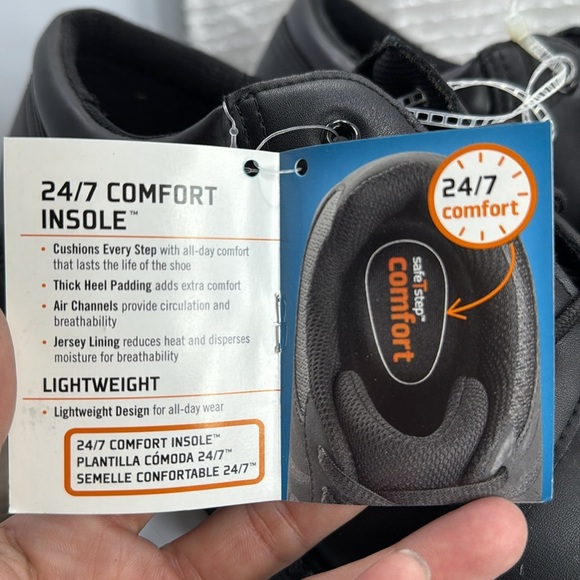 24/7 COMFORT
INSOLE™
• Cushions Every Step with all-day comfort
that lasts the life of the shoe
• Thick Heel Padding adds extra comfort
• Air Channels provide circulation and
breathability
• Jersey Lining reduces heat and disperses
moisture for breathability
LIGHTWEIGHT
• Lightweight Design for all-day wear
24/7 COMFORT INSOLE™
PLANTILLA CÓMODA 24/7™
SEMELLE CONFORTABLE 24/7™
24/7
comfort
safeTstep™
comfort